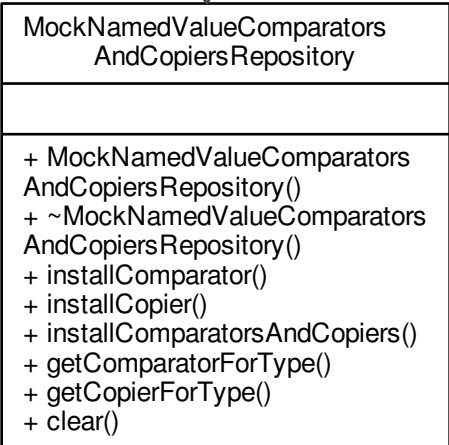 MockNamedValueComparators
AndCopiersRepository
+ MockNamedValueComparators
AndCopiersRepository()
+ ~MockNamedValueComparators
AndCopiersRepository()
+ installComparator()
+ installCopier()
+ installComparatorsAndCopiers()
+ getComparatorForType()
+ getCopierForType()
+ clear()